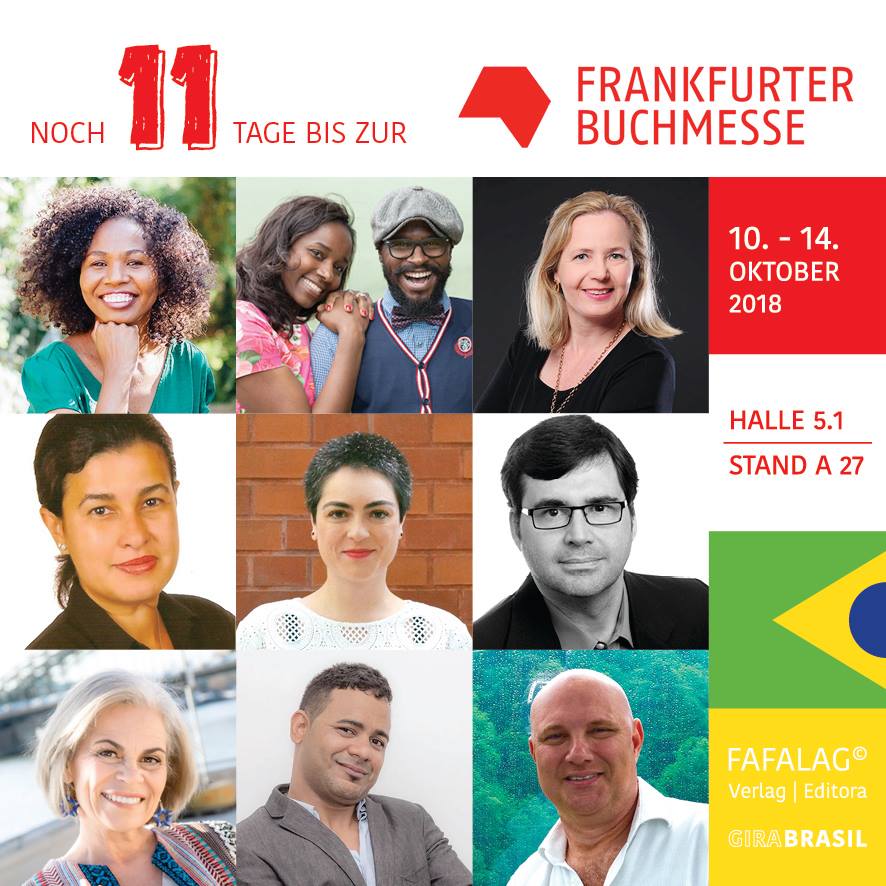 NOCH 11 TAGE BIS ZUR
FRANKFURTER
BUCHMESSE
10. - 14.
OKTOBER
2018
HALLE 5.1
STAND A 27
FAFALAG©
Verlag | Editora
GIRABRASIL